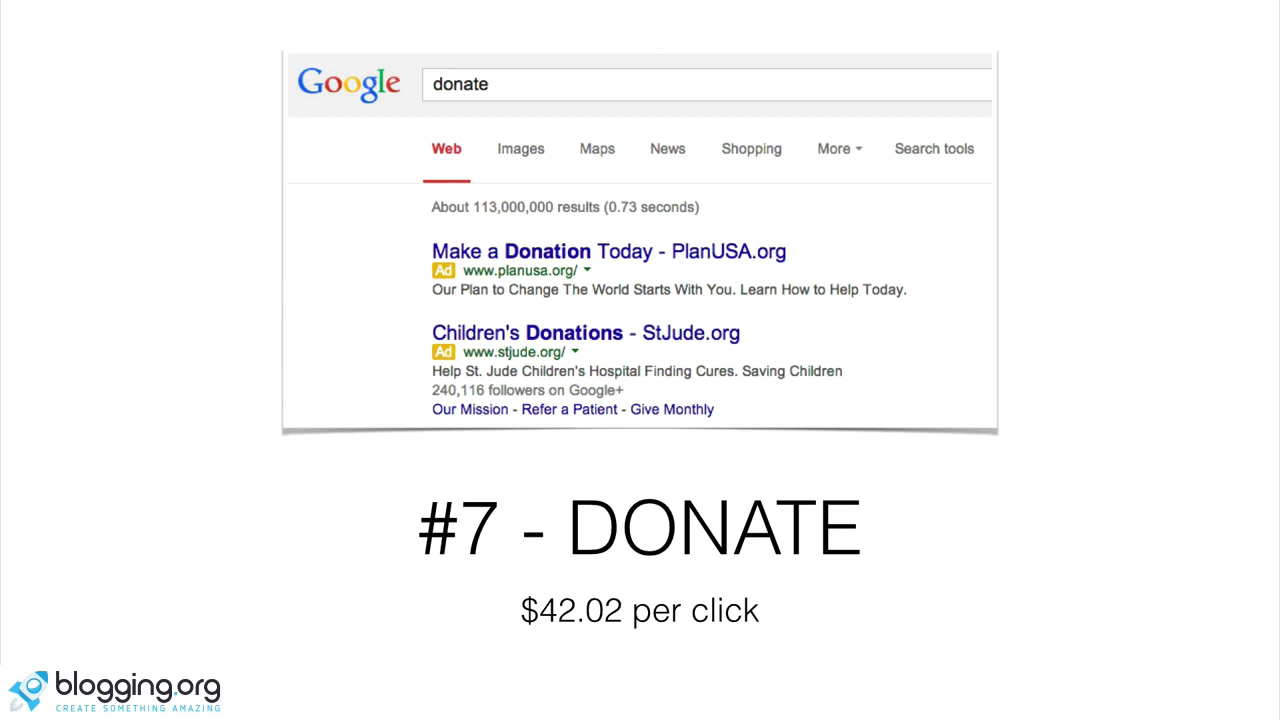 Google
donate
Web Images Maps News Shopping More Search tools
About 113,000,000 results (0.73 seconds)
Make a Donation Today - PlanUSA.org
Ad www.planusa.org/
Our Plan to Change The World Starts With You. Learn How to Help Today.
Children's Donations - StJude.org
Ad www.stjude.org/
Help St. Jude Children's Hospital Finding Cures. Saving Children
240,116 followers on Google+
Our Mission - Refer a Patient - Give Monthly
#7 - DONATE
$42.02 per click
blogging.org
CREATE SOMETHING AMAZING